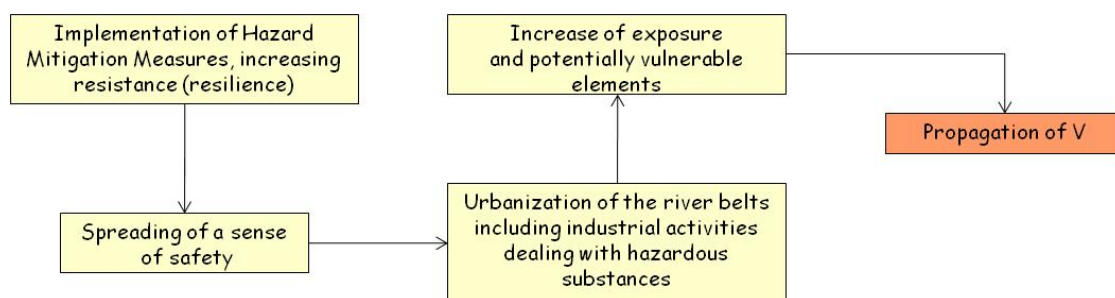 Implementation of Hazard
Mitigation Measures, increasing
resistance (resilience)
Spreading of a sense
of safety
Urbanization of the river belts
including industrial activities
dealing with hazardous
substances
Increase of exposure
and potentially vulnerable
elements
Propagation of V